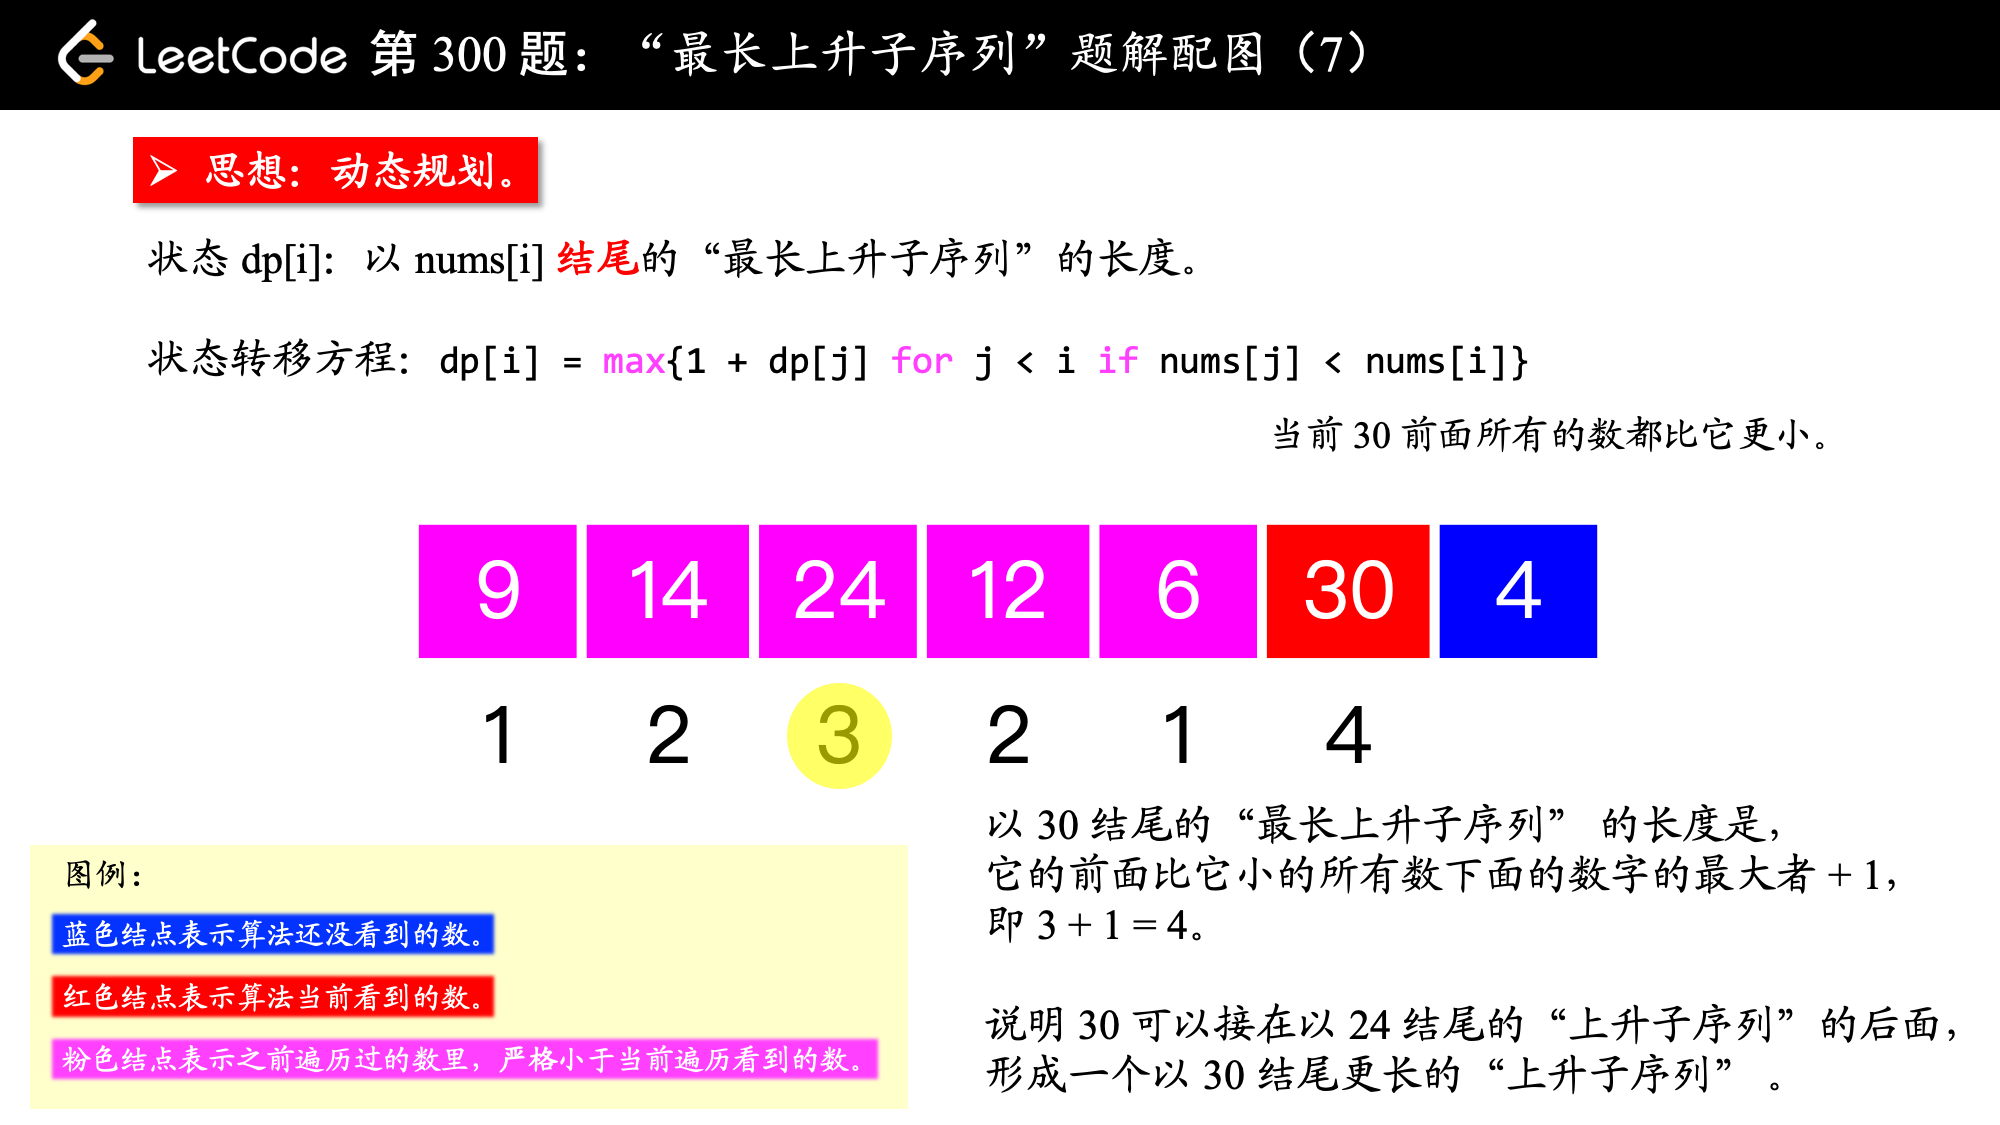 LeetCode 第 300 题：“最长上升子序列”题解配图（7）
➢ 思想：动态规划。
状态 dp[i]：以 nums[i] 结尾的“最长上升子序列”的长度。
状态转移方程：dp[i] = max{1 + dp[j] for j < i if nums[j] < nums[i]}
当前 30 前面所有的数都比它更小。
9 14 24 12 6 30 4
1 2 3 2 1 4
以 30 结尾的“最长上升子序列” 的长度是，
它的前面比它小的所有数下面的数字的最大者 + 1，
即 3 + 1 = 4。
说明 30 可以接在以 24 结尾的“上升子序列”的后面，
形成一个以 30 结尾更长的“上升子序列” 。
图例：
蓝色结点表示算法还没看到的数。
红色结点表示算法当前看到的数。
粉色结点表示之前遍历过的数里，严格小于当前遍历看到的数。